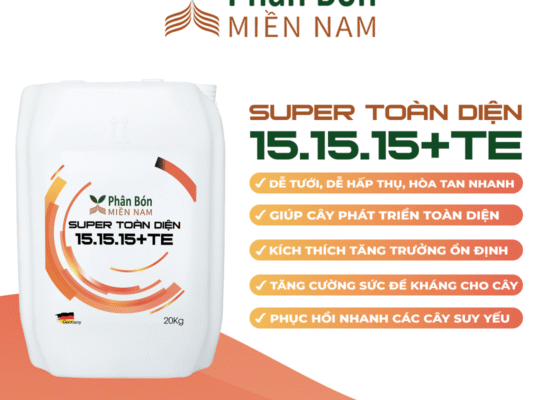 Phân Bón
MIỀN NAM
SUPER TOÀN DIỆN
15.15.15+TE
DỄ TƯỚI, DỄ HẤP THỤ, HÒA TAN NHANH
GIÚP CÂY PHÁT TRIỂN TOÀN DIỆN
KÍCH THÍCH TĂNG TRƯỞNG ỔN ĐỊNH
TĂNG CƯỜNG SỨC ĐỀ KHÁNG CHO CÂY
PHỤC HỒI NHANH CÁC CÂY SUY YẾU
Phân Bón
MIỀN NAM
SUPER TOÀN DIỆN
15.15.15+TE
Germany
20Kg